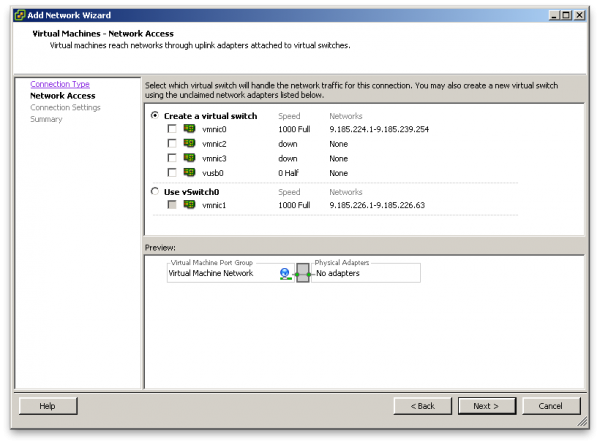 Add Network Wizard
Virtual Machines - Network Access
Virtual machines reach networks through uplink adapters attached to virtual switches.
Connection Type
Network Access
Connection Settings
Summary
Select which virtual switch will handle the network traffic for this connection. You may also create a new virtual switch
using the unclaimed network adapters listed below.
Create a virtual switch Speed Networks
vmnic0 1000 Full 9.185.224.1-9.185.239.254
vmnic2 down None
vmnic3 down None
vusb0 0 Half None
Use vSwitch0 Speed Networks
vmnic1 1000 Full 9.185.226.1-9.185.226.63
Preview:
Virtual Machine Port Group Physical Adapters
Virtual Machine Network No adapters
Help < Back Next > Cancel